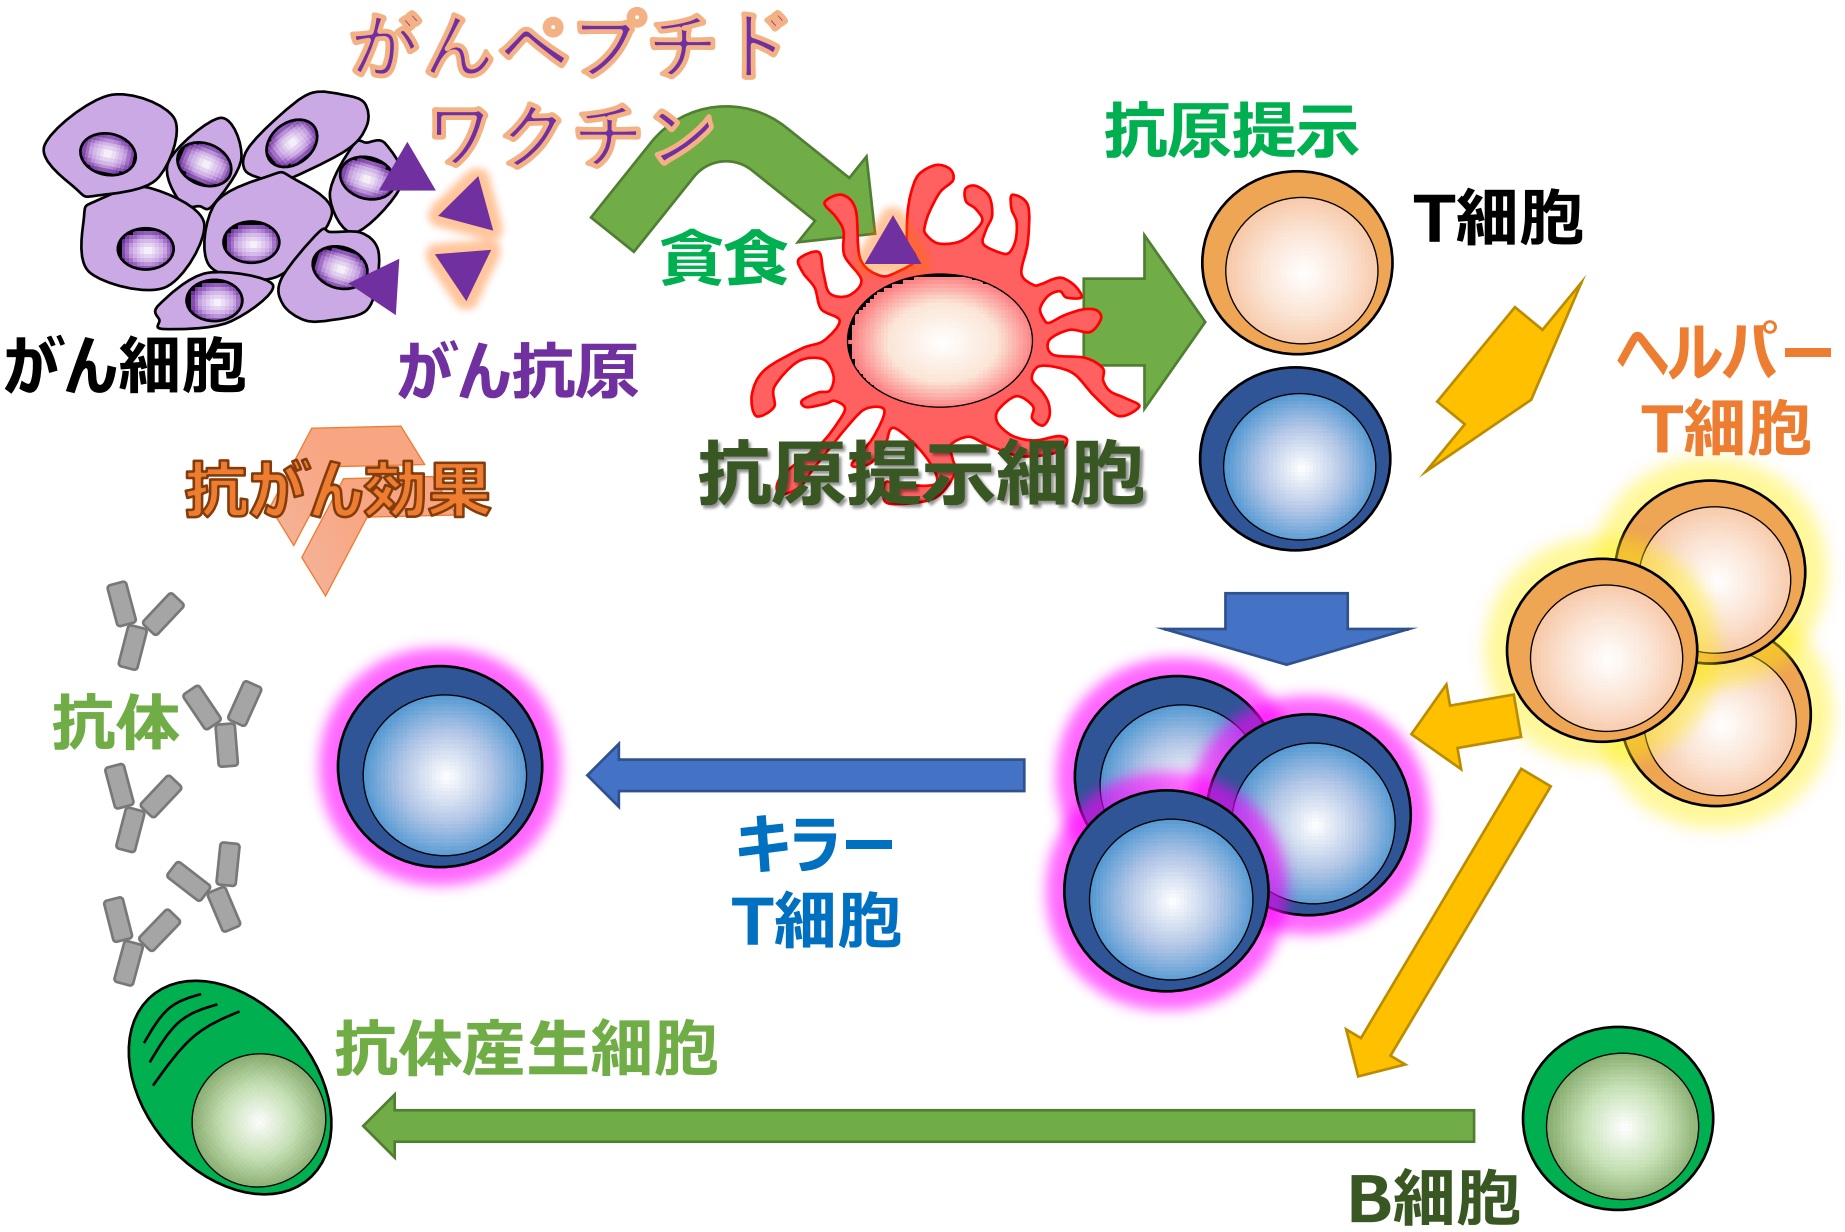 がんペプチド
ワクチン
抗原提示
T細胞
貪食
がん細胞
がん抗原
ヘルパー
T細胞
抗原提示細胞
抗がん効果
抗体
キラー
T細胞
抗体産生細胞
B細胞